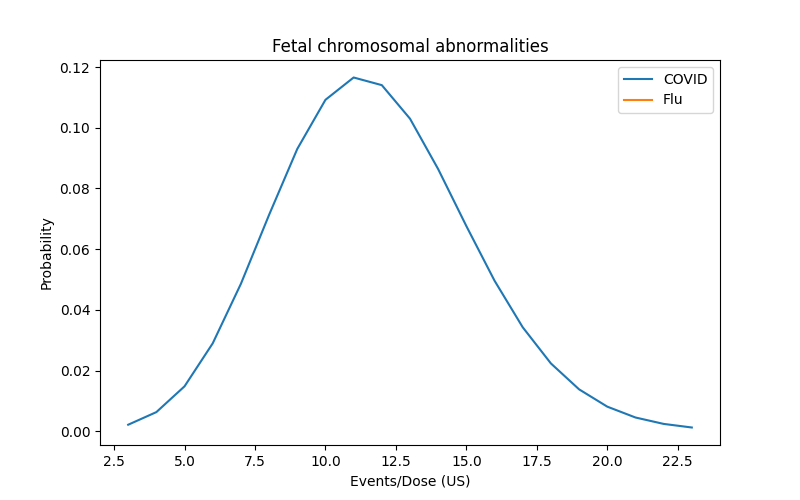 Fetal chromosomal abnormalities
COVID
Flu
0.12
0.10
0.08
0.06
0.04
0.02
0.00
Probability
2.5 5.0 7.5 10.0 12.5 15.0 17.5 20.0 22.5
Events/Dose (US)